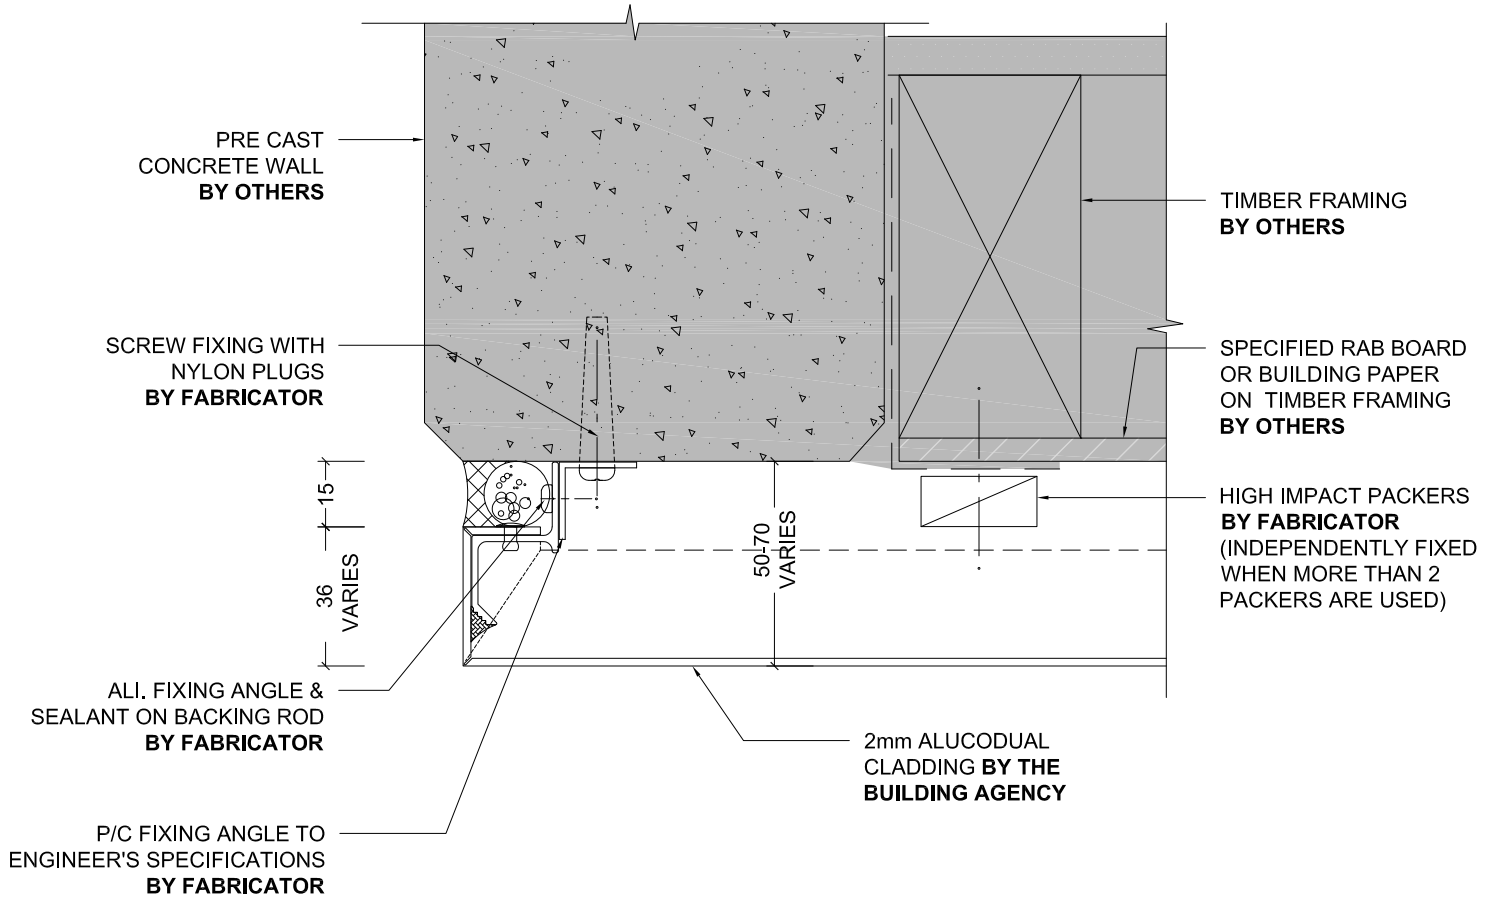 PRE CAST
CONCRETE WALL
BY OTHERS
TIMBER FRAMING
BY OTHERS
SCREW FIXING WITH
NYLON PLUGS
BY FABRICATOR
SPECIFIED RAB BOARD
OR BUILDING PAPER
ON TIMBER FRAMING
BY OTHERS
15
36
VARIES
50-70
VARIES
HIGH IMPACT PACKERS
BY FABRICATOR
(INDEPENDENTLY FIXED
WHEN MORE THAN 2
PACKERS ARE USED)
ALI. FIXING ANGLE &
SEALANT ON BACKING ROD
BY FABRICATOR
2mm ALUCODUAL
CLADDING BY THE
BUILDING AGENCY
P/C FIXING ANGLE TO
ENGINEER'S SPECIFICATIONS
BY FABRICATOR